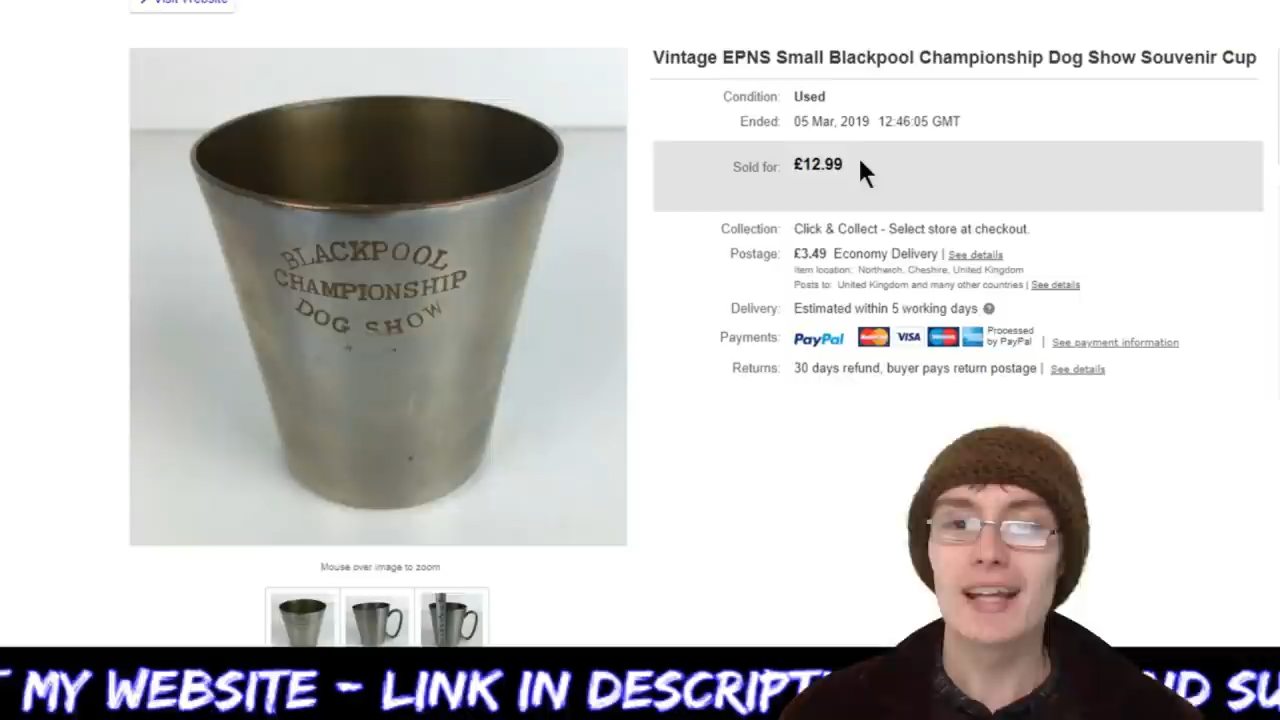 Visit Website
Vintage EPNS Small Blackpool Championship Dog Show Souvenir Cup
Condition: Used
Ended: 05 Mar, 2019 12:46:05 GMT
Sold for: £12.99
Collection: Click & Collect - Select store at checkout.
Postage: £3.49 Economy Delivery | See details
Item location: Northwich, Cheshire, United Kingdom
Posts to: United Kingdom and many other countries | See details
Delivery: Estimated within 5 working days
Payments: PayPal VISA Processed by PayPal | See payment information
Returns: 30 days refund, buyer pays return postage | See details
BLACKPOOL
CHAMPIONSHIP
DOG SHOW
Mouse over image to zoom
MY WEBSITE - LINK IN DESCRIPT